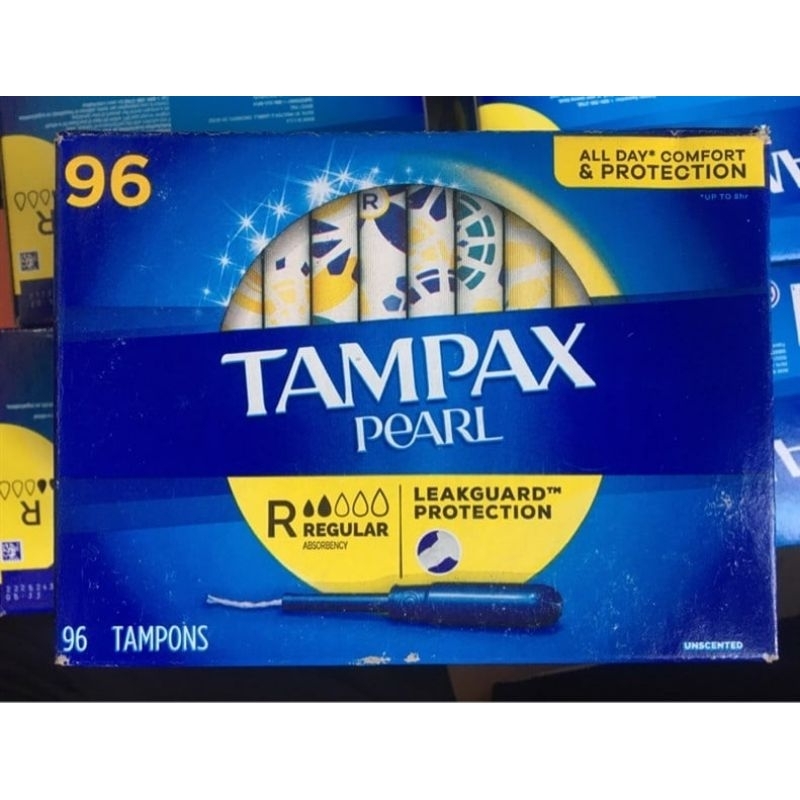 96
ALL DAY* COMFORT
& PROTECTION
*UP TO 8hr
R
TAMPAX
PEARL
R REGULAR
ABSORBENCY
LEAKGUARD™
PROTECTION
96 TAMPONS
UNSCENTED
R
R